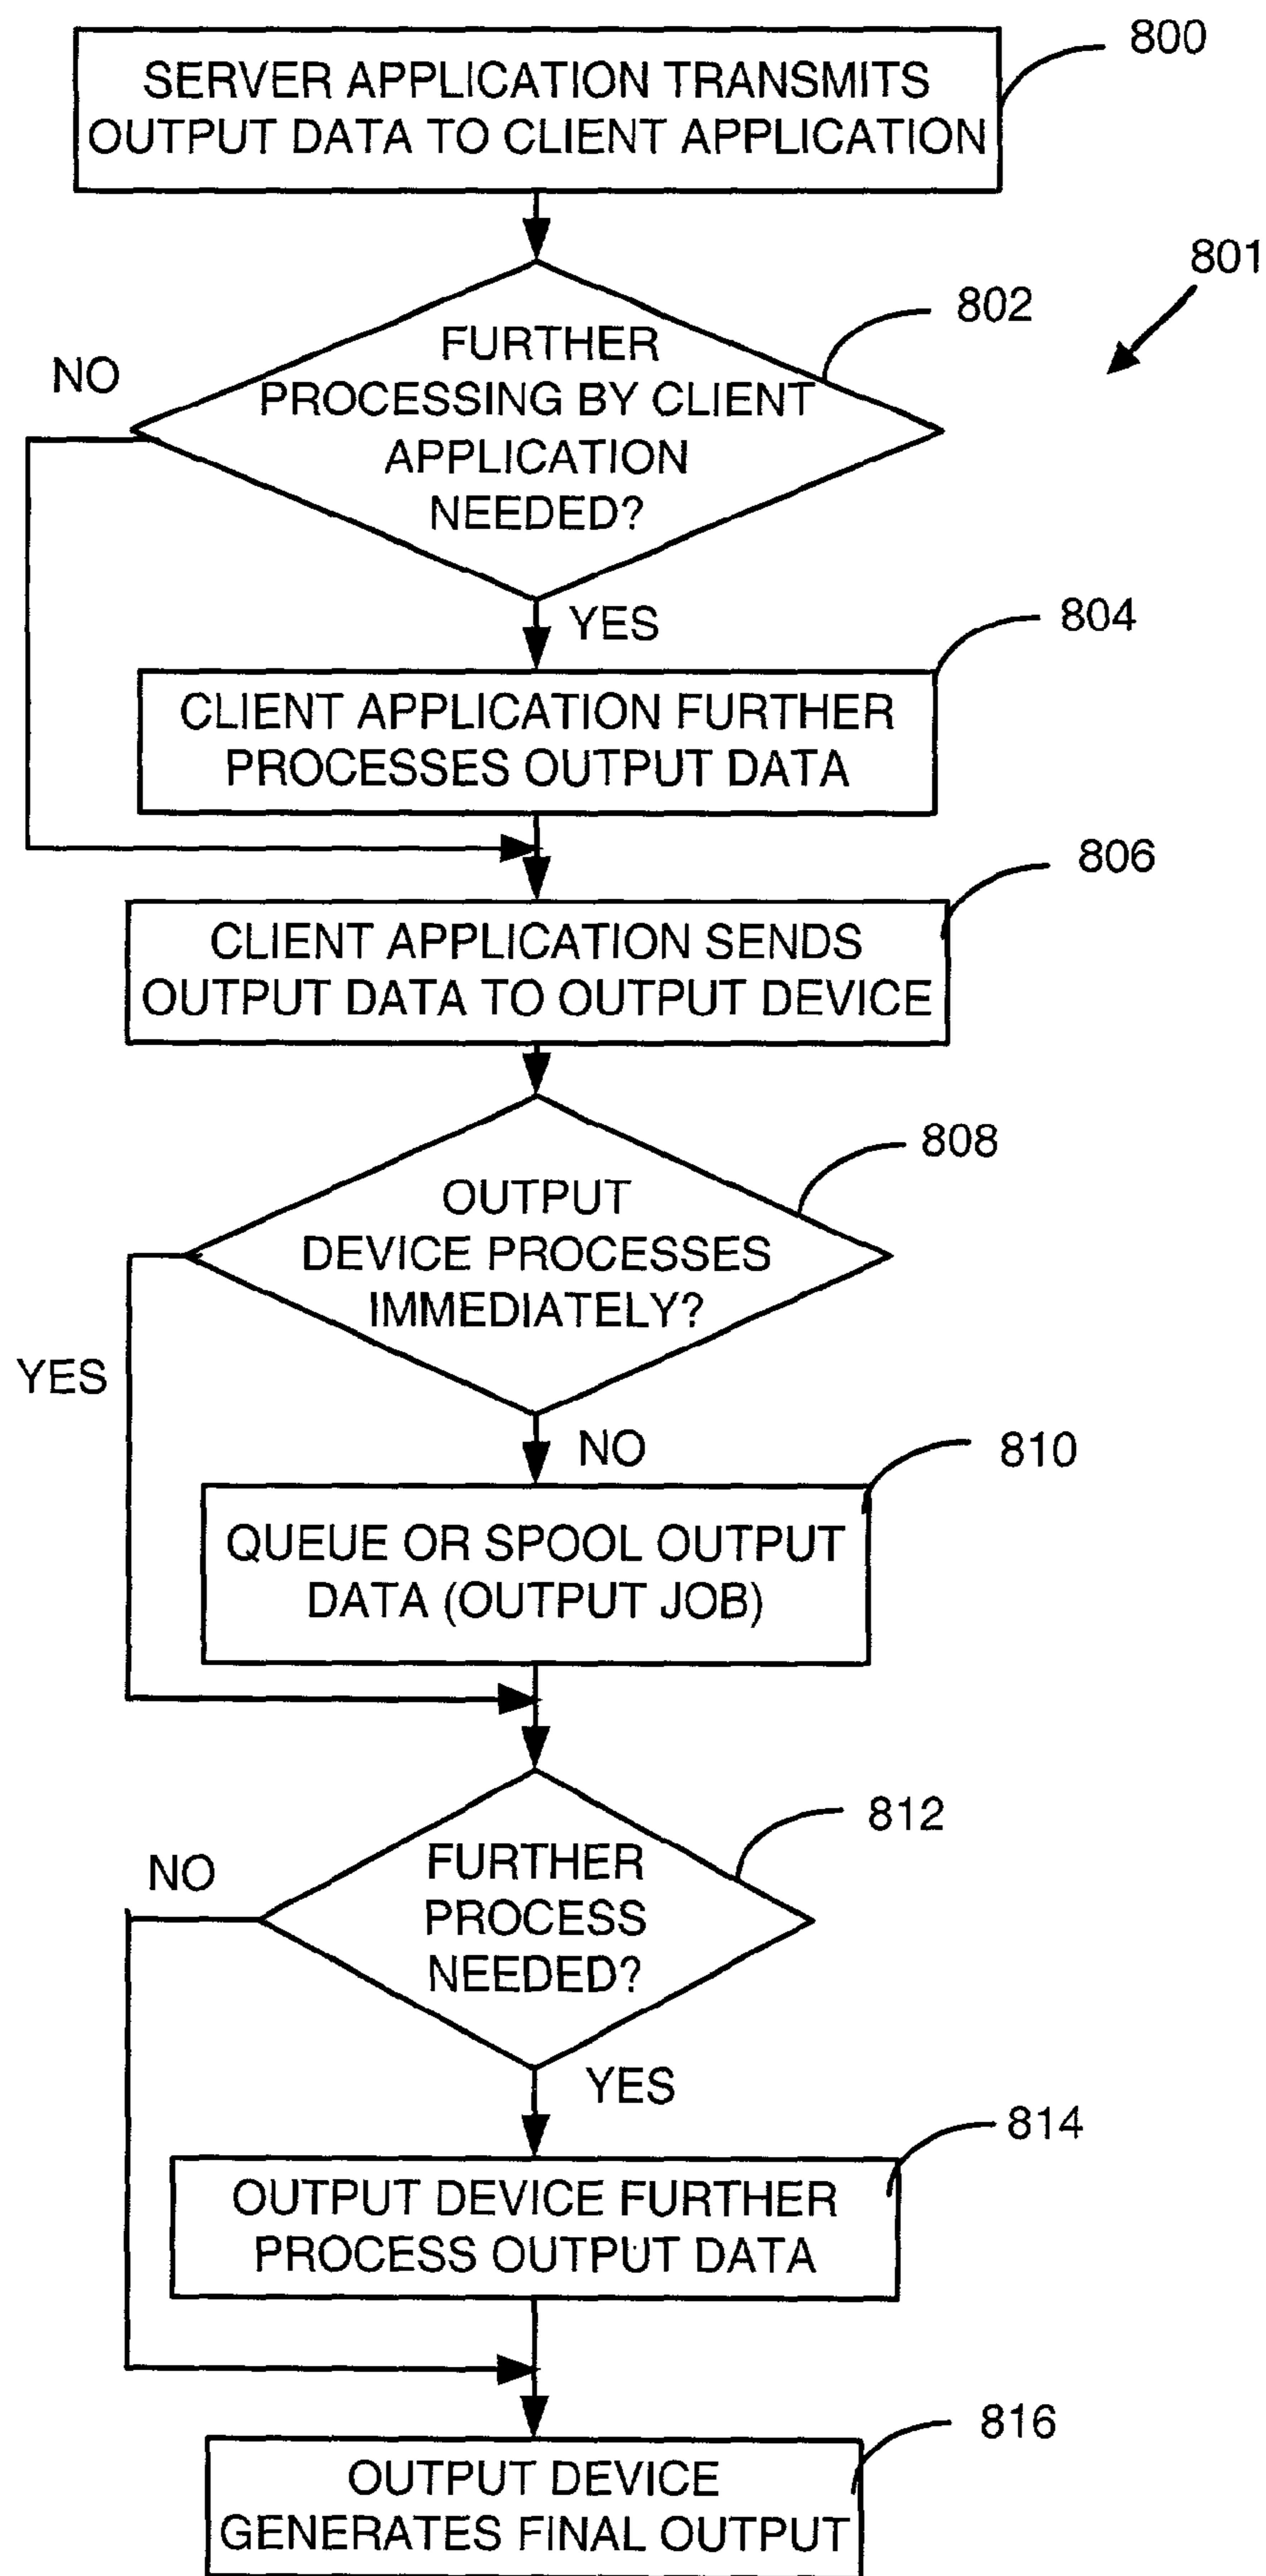 800
SERVER APPLICATION TRANSMITS
OUTPUT DATA TO CLIENT APPLICATION
801
802
FURTHER
PROCESSING BY CLIENT
APPLICATION
NEEDED?
NO
YES
804
CLIENT APPLICATION FURTHER
PROCESSES OUTPUT DATA
806
CLIENT APPLICATION SENDS
OUTPUT DATA TO OUTPUT DEVICE
808
OUTPUT
DEVICE PROCESSES
IMMEDIATELY?
YES
NO
810
QUEUE OR SPOOL OUTPUT
DATA (OUTPUT JOB)
812
FURTHER
PROCESS
NEEDED?
NO
YES
814
OUTPUT DEVICE FURTHER
PROCESS OUTPUT DATA
816
OUTPUT DEVICE
GENERATES FINAL OUTPUT